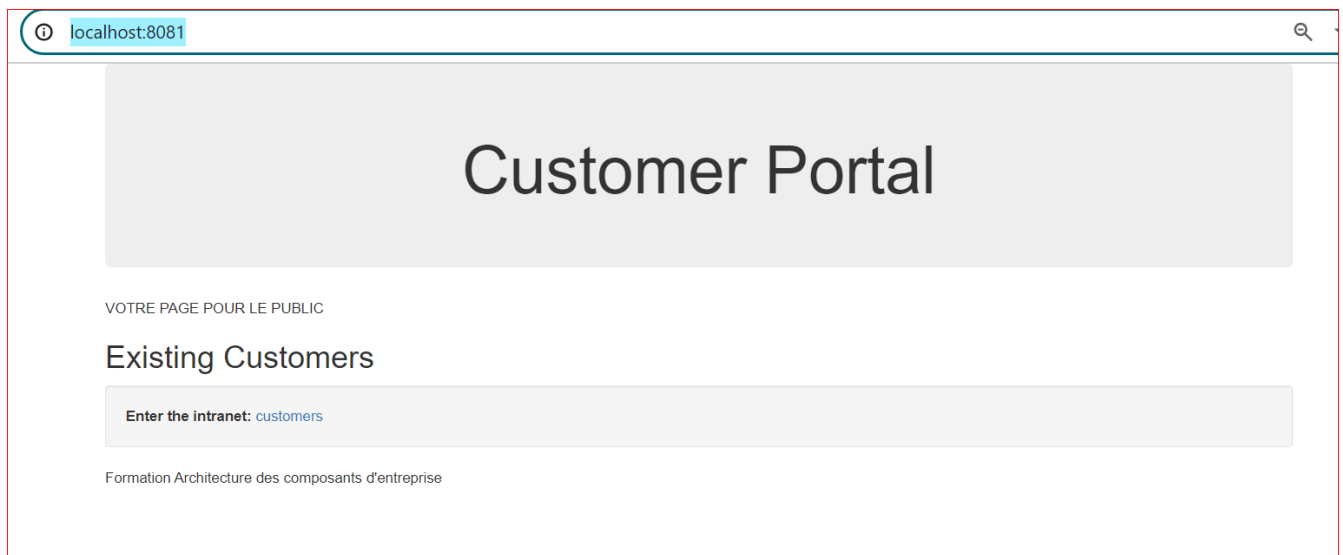 localhost:8081
Customer Portal
VOTRE PAGE POUR LE PUBLIC
Existing Customers
Enter the intranet: customers
Formation Architecture des composants d'entreprise